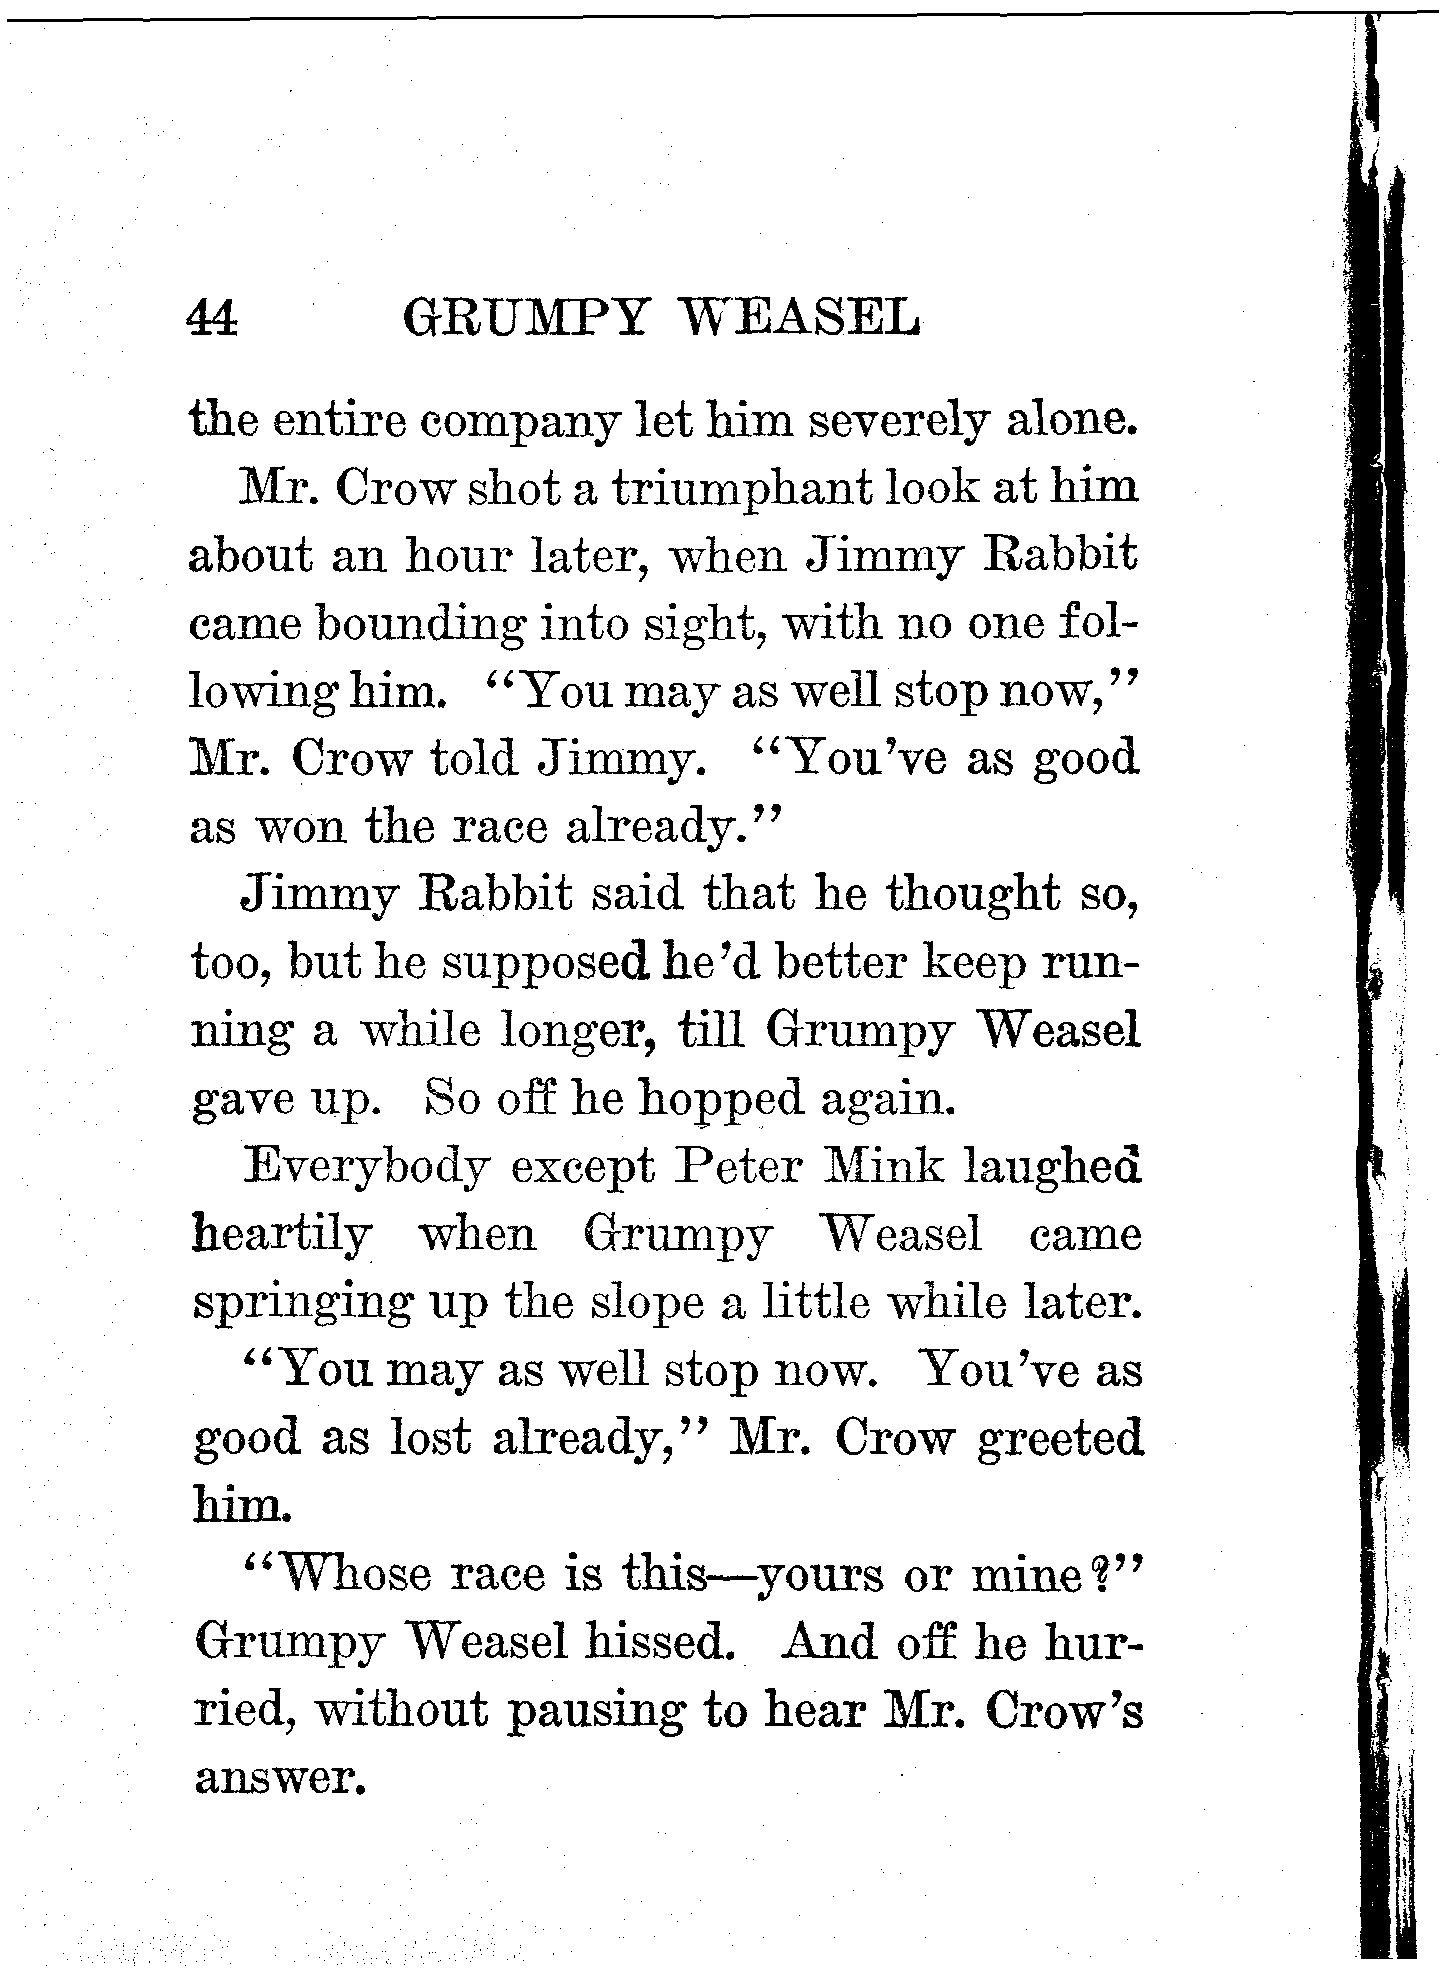 44 GRUMPY WEASEL
the entire company let him severely alone.
Mr. Crow shot a triumphant look at him
about an hour later, when Jimmy Rabbit
came bounding into sight, with no one fol-
lowing him. "You may as well stop now,"
Mr. Crow told Jimmy. "You've as good
as won the race already."
Jimmy Rabbit said that he thought so,
too, but he supposed he'd better keep run-
ning a while longer, till Grumpy Weasel
gave up. So off he hopped again.
Everybody except Peter Mink laughed
heartily when Grumpy Weasel came
springing up the slope a little while later.
"You may as well stop now. You've as
good as lost already," Mr. Crow greeted
him.
"Whose race is this—yours or mine?"
Grumpy Weasel hissed. And off he hur-
ried, without pausing to hear Mr. Crow's
answer.